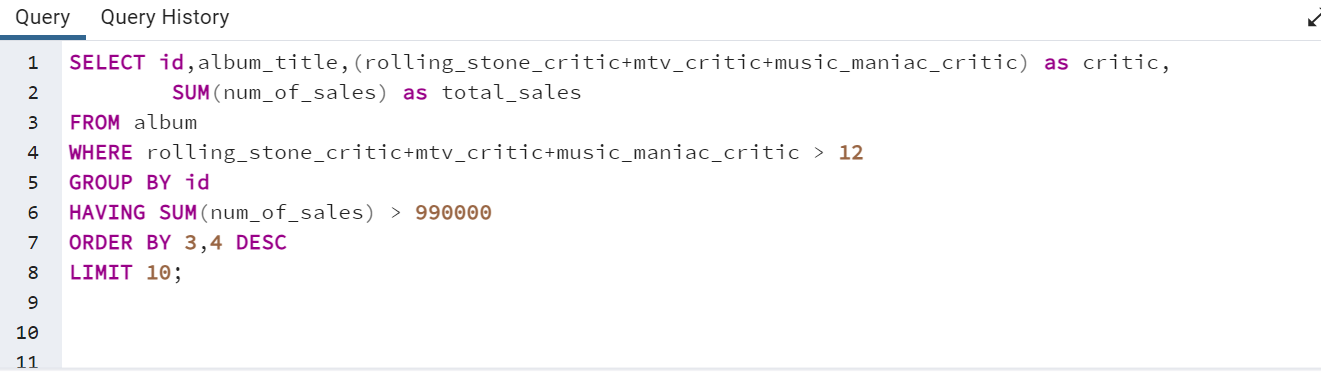 Query Query History
1 SELECT id,album_title,(rolling_stone_critic+mtv_critic+music_maniac_critic) as critic,
2 SUM(num_of_sales) as total_sales
3 FROM album
4 WHERE rolling_stone_critic+mtv_critic+music_maniac_critic > 12
5 GROUP BY id
6 HAVING SUM(num_of_sales) > 990000
7 ORDER BY 3,4 DESC
8 LIMIT 10;
9
10
11